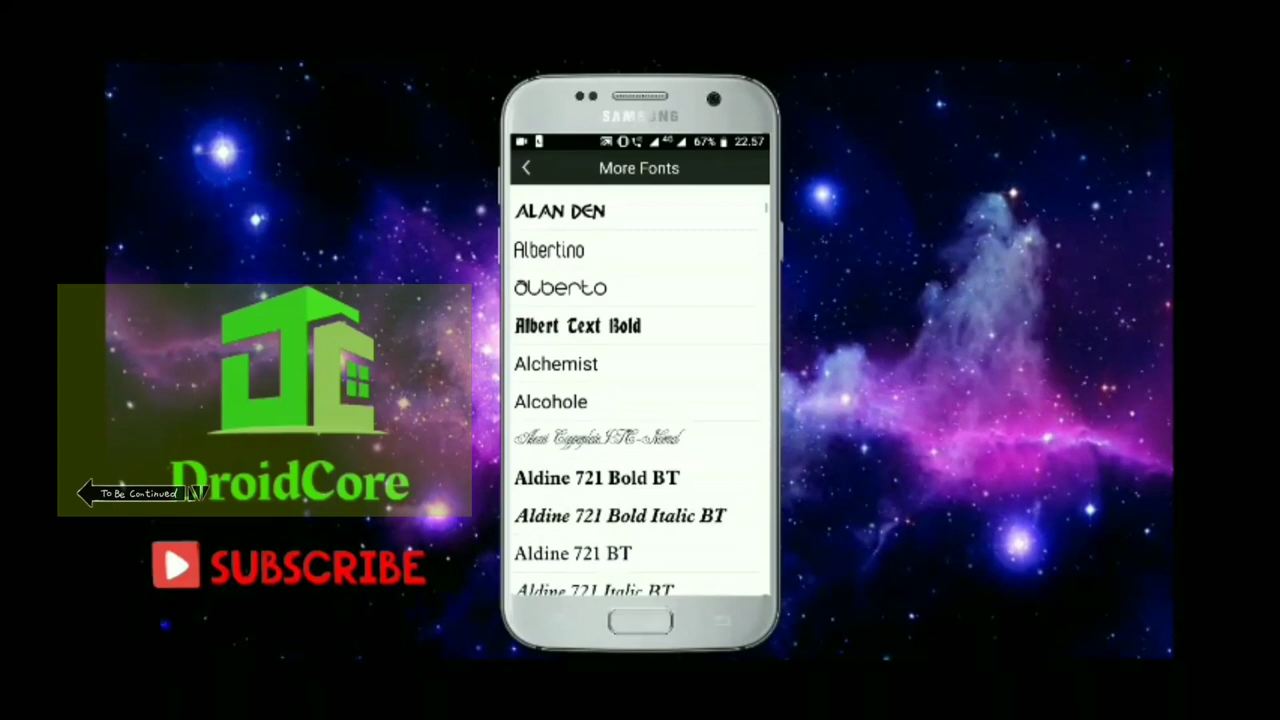 SAMSUNG
4G 67% 22.57
More Fonts
ALAN DEN
Albertino
alberto
Albert Text Bold
Alchemist
Alcohole
Aldine 721 Bold BT
Aldine 721 Bold Italic BT
Aldine 721 BT
Aldine 721 Italic BT
DroidCore
To Be Continued
SUBSCRIBE